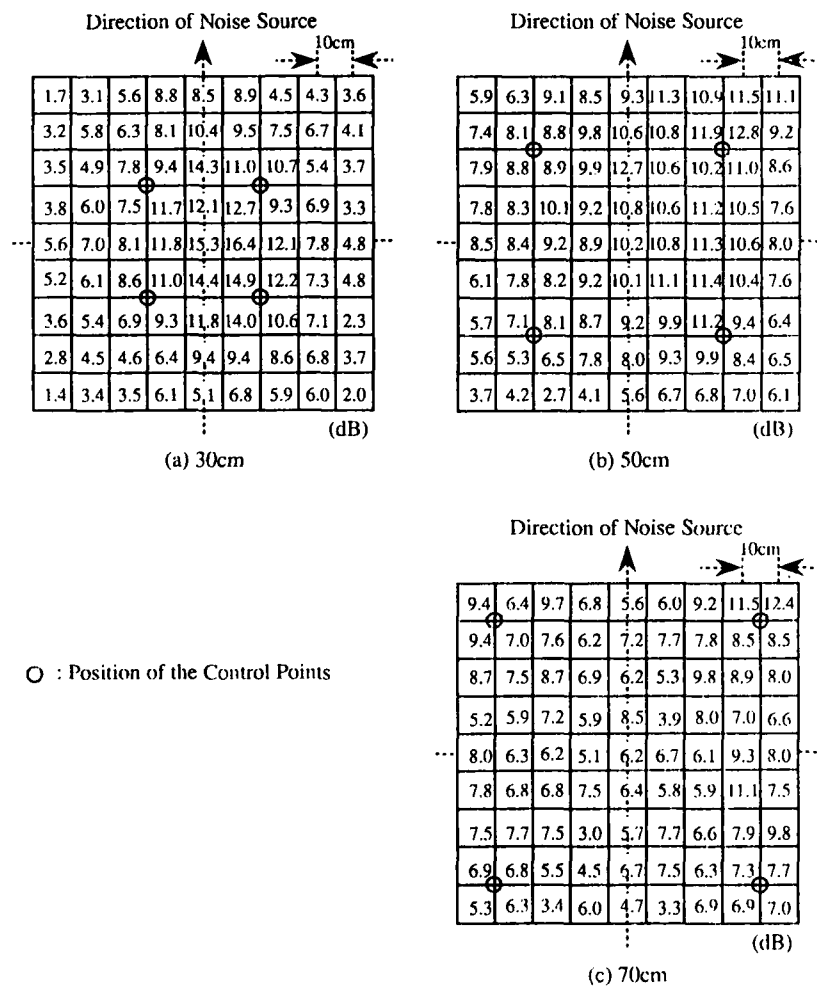 Direction of Noise Source
10cm
1.7 3.1 5.6 8.8 8.5 8.9 4.5 4.3 3.6
3.2 5.8 6.3 8.1 10.4 9.5 7.5 6.7 4.1
3.5 4.9 7.8 9.4 14.3 11.0 10.7 5.4 3.7
3.8 6.0 7.5 11.7 12.1 12.7 9.3 6.9 3.3
5.6 7.0 8.1 11.8 15.3 16.4 12.1 7.8 4.8
5.2 6.1 8.6 11.0 14.4 14.9 12.2 7.3 4.8
3.6 5.4 6.9 9.3 11.8 14.0 10.6 7.1 2.3
2.8 4.5 4.6 6.4 9.4 9.4 8.6 6.8 3.7
1.4 3.4 3.5 6.1 5.1 6.8 5.9 6.0 2.0
(dB)
(a) 30cm
Direction of Noise Source
10cm
5.9 6.3 9.1 8.5 9.3 11.3 10.9 11.5 11.1
7.4 8.1 8.8 9.8 10.6 10.8 11.9 12.8 9.2
7.9 8.8 8.9 9.9 12.7 10.6 10.2 11.0 8.6
7.8 8.3 10.1 9.2 10.8 10.6 11.2 10.5 7.6
8.5 8.4 9.2 8.9 10.2 10.8 11.3 10.6 8.0
6.1 7.8 8.2 9.2 10.1 11.1 11.4 10.4 7.6
5.7 7.1 8.1 8.7 9.2 9.9 11.2 9.4 6.4
5.6 5.3 6.5 7.8 8.0 9.3 9.9 8.4 6.5
3.7 4.2 2.7 4.1 5.6 6.7 6.8 7.0 6.1
(dB)
(b) 50cm
Direction of Noise Source
10cm
9.4 6.4 9.7 6.8 5.6 6.0 9.2 11.5 12.4
9.4 7.0 7.6 6.2 7.2 7.7 7.8 8.5 8.5
8.7 7.5 8.7 6.9 6.2 5.3 9.8 8.9 8.0
5.2 5.9 7.2 5.9 8.5 3.9 8.0 7.0 6.6
8.0 6.3 6.2 5.1 6.2 6.7 6.1 9.3 8.0
7.8 6.8 6.8 7.5 6.4 5.8 5.9 11.1 7.5
7.5 7.7 7.5 3.0 5.7 7.7 6.6 7.9 9.8
6.9 6.8 5.5 4.5 6.7 7.5 6.3 7.3 7.7
5.3 6.3 3.4 6.0 4.7 3.3 6.9 6.9 7.0
(dB)
(c) 70cm
: Position of the Control Points